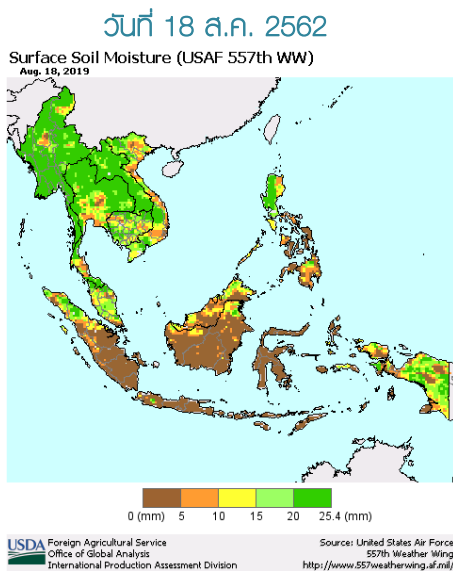 วันที่ 18 ส.ค. 2562
Surface Soil Moisture (USAF 557th WW)
Aug. 18, 2019
0 (mm) 5 10 15 20 25.4 (mm)
USDA Foreign Agricultural Service
Office of Global Analysis
International Production Assessment Division
Source: United States Air Force
557th Weather Wing
http://www.557weatherwing.af.mil/